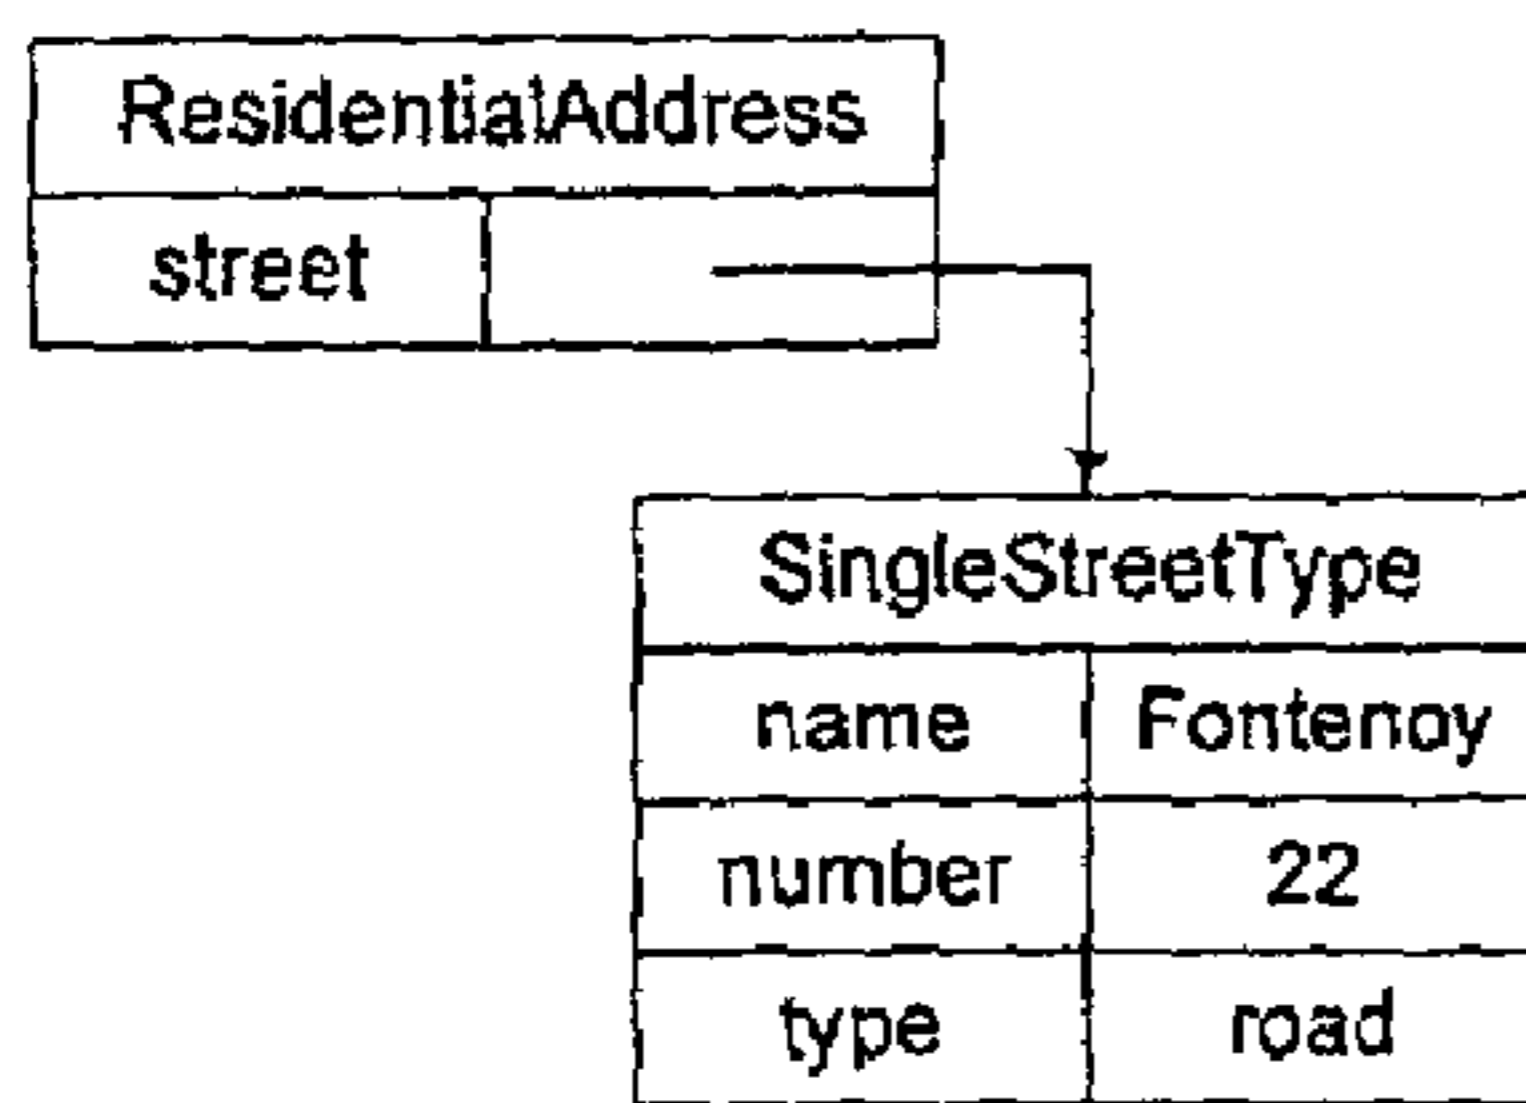 ResidentialAddress
street
SingleStreetType
name Fontenoy
number 22
type road